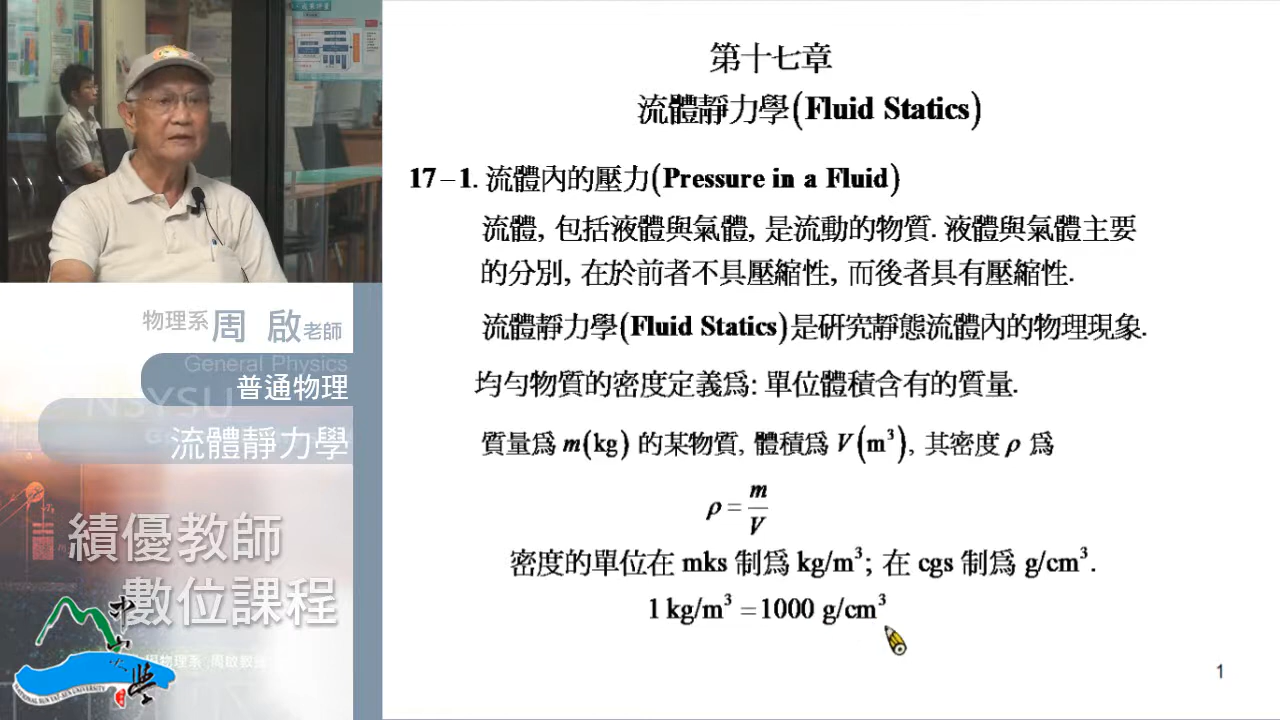 第十七章
流體靜力學(Fluid Statics)
17－1. 流體內的壓力(Pressure in a Fluid)
流體, 包括液體與氣體, 是流動的物質. 液體與氣體主要
的分別, 在於前者不具壓縮性, 而後者具有壓縮性.
流體靜力學(Fluid Statics)是研究靜態流體內的物理現象.
均勻物質的密度定義為: 單位體積含有的質量.
質量為 m(kg) 的某物質, 體積為 V(m³), 其密度 ρ 為
ρ = m/V
密度的單位在 mks 制為 kg/m³; 在 cgs 制為 g/cm³.
1 kg/m³ = 1000 g/cm³
1
物理系 周 啟 老師
General Physics
普通物理
NSYSU
流體靜力學
績優教師
數位課程
中山大學